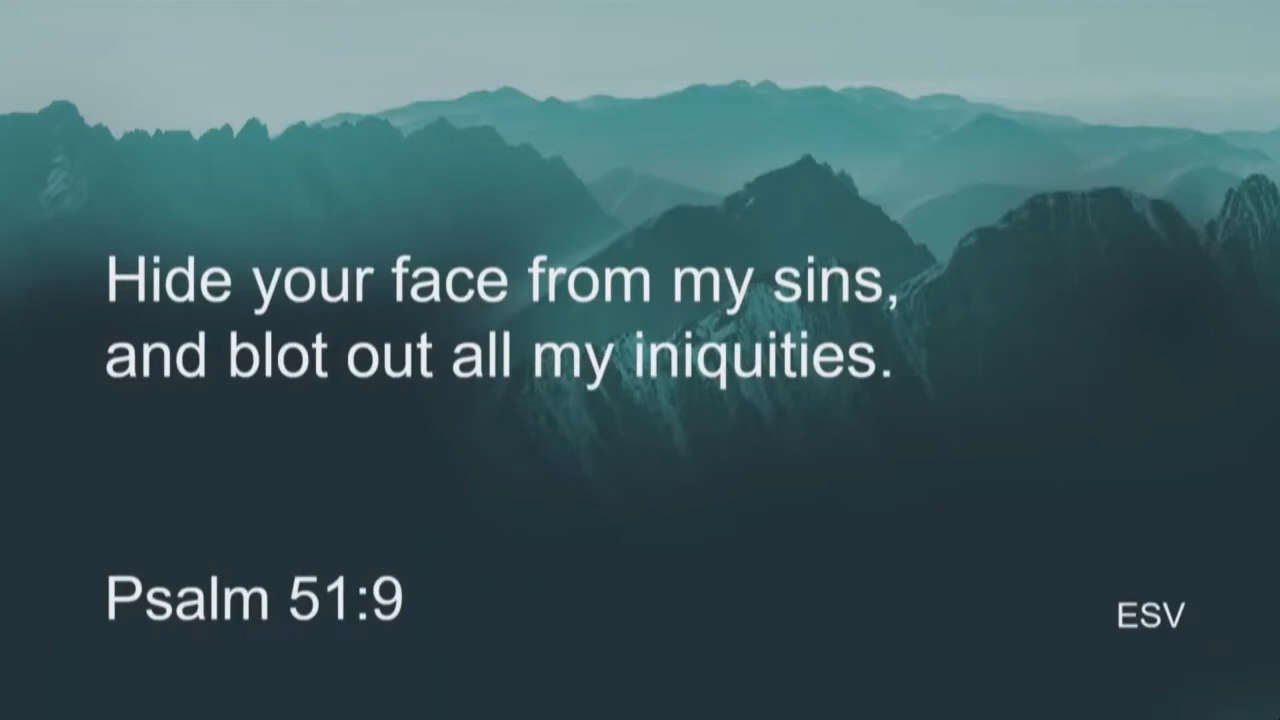 Hide your face from my sins,
and blot out all my iniquities.
Psalm 51:9
ESV